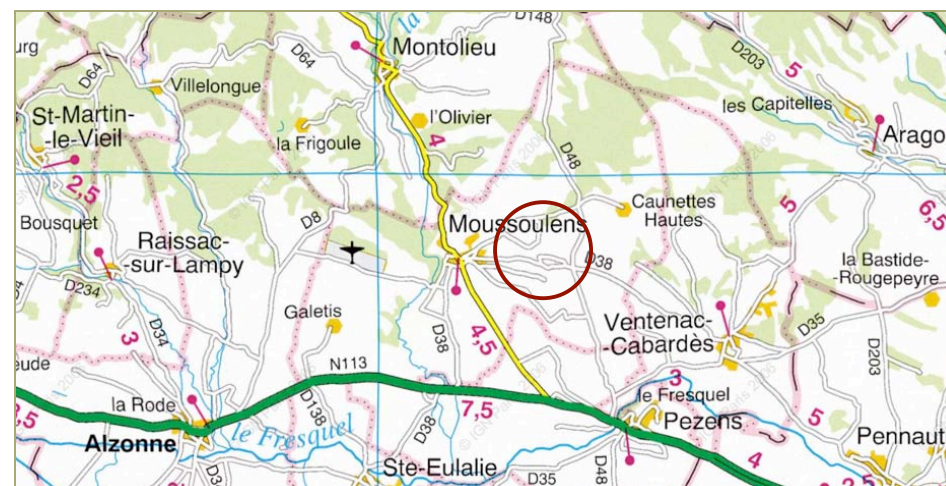 D148
Montolieu
la
urg
D64
D64
D203
5
Villelongue
les Capitelles
St-Martin-
-le-Vieil
la Frigoule
l'Olivier
4
Arago
D48
2,5
Bousquet
D8
Moussoulens
Caunettes
Hautes
5
6,5
Raissac-
-sur-Lampy
D38
la Bastide-
-Rougepeyre
D234
D34
3
Galetis
D38
4,5
Ventenac-
-Cabardès
D35
D203
eude
N113
3
5
la Rode
D138
7,5
le Fresquel
Pezens
Alzonne
le Fresquel
D38
Pennaut
4
Ste-Eulalie
D35
D48
2,5